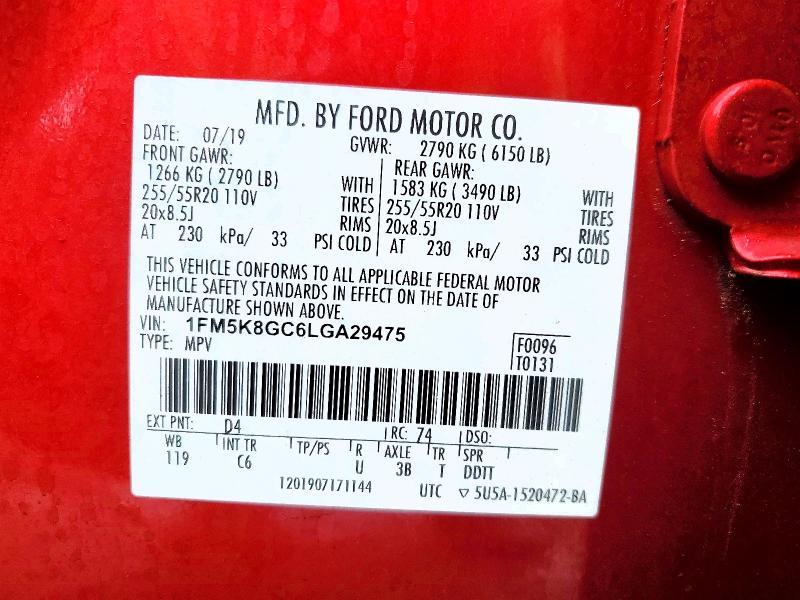 MFD. BY FORD MOTOR CO.
DATE: 07/19 GVWR: 2790 KG ( 6150 LB)
FRONT GAWR: REAR GAWR:
1266 KG ( 2790 LB) WITH 1583 KG ( 3490 LB) WITH
255/55R20 110V TIRES 255/55R20 110V TIRES
20x8.5J RIMS 20x8.5J RIMS
AT 230 kPa/ 33 PSI COLD AT 230 kPa/ 33 PSI COLD
THIS VEHICLE CONFORMS TO ALL APPLICABLE FEDERAL MOTOR
VEHICLE SAFETY STANDARDS IN EFFECT ON THE DATE OF
MANUFACTURE SHOWN ABOVE.
VIN: 1FM5K8GC6LGA29475
TYPE: MPV
F0096
T0131
EXT PNT: D4 RC: 74 DSO:
WB INT TR TP/PS R AXLE TR SPR
119 C6 U 3B T DDTT
1201907171144 UTC ▽ 5U5A-1520472-BA